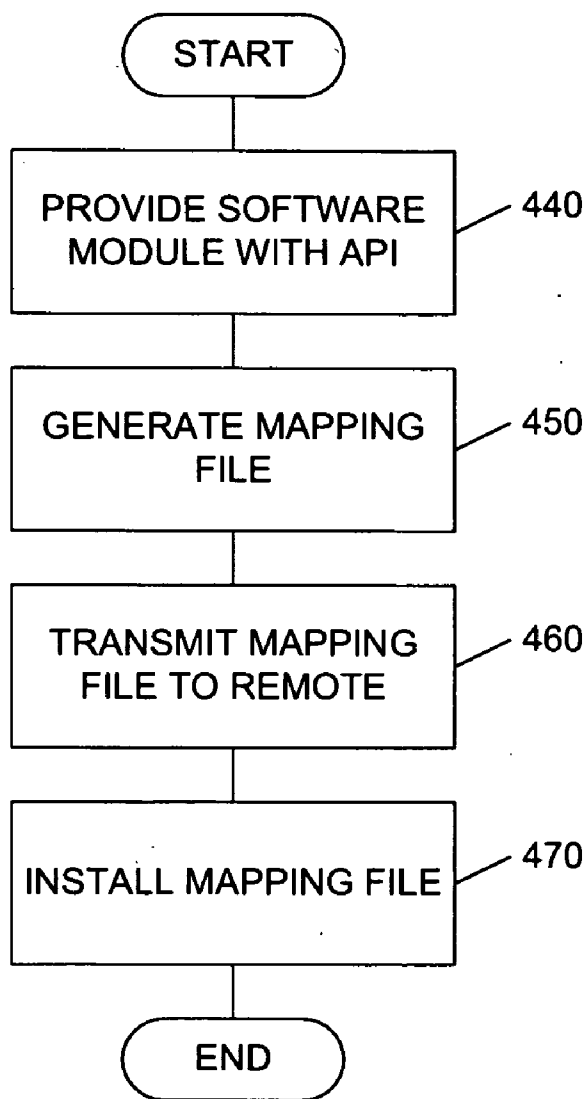 START
PROVIDE SOFTWARE
MODULE WITH API
440
GENERATE MAPPING
FILE
450
TRANSMIT MAPPING
FILE TO REMOTE
460
INSTALL MAPPING FILE
470
END